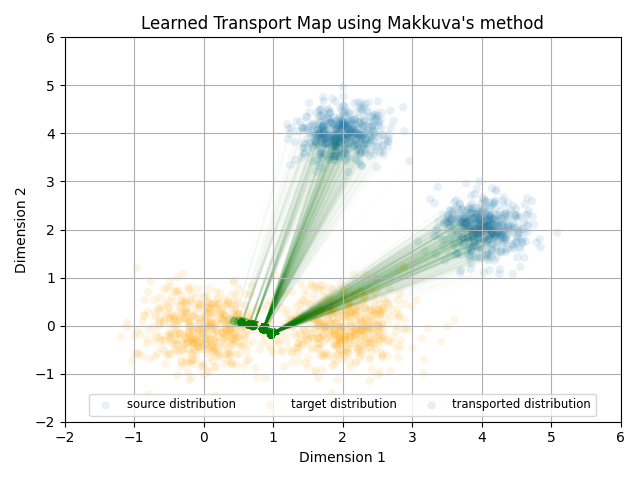 Learned Transport Map using Makkuva's method
6
5
4
3
2
1
0
−1
−2
Dimension 2
source distribution target distribution transported distribution
−2 −1 0 1 2 3 4 5 6
Dimension 1